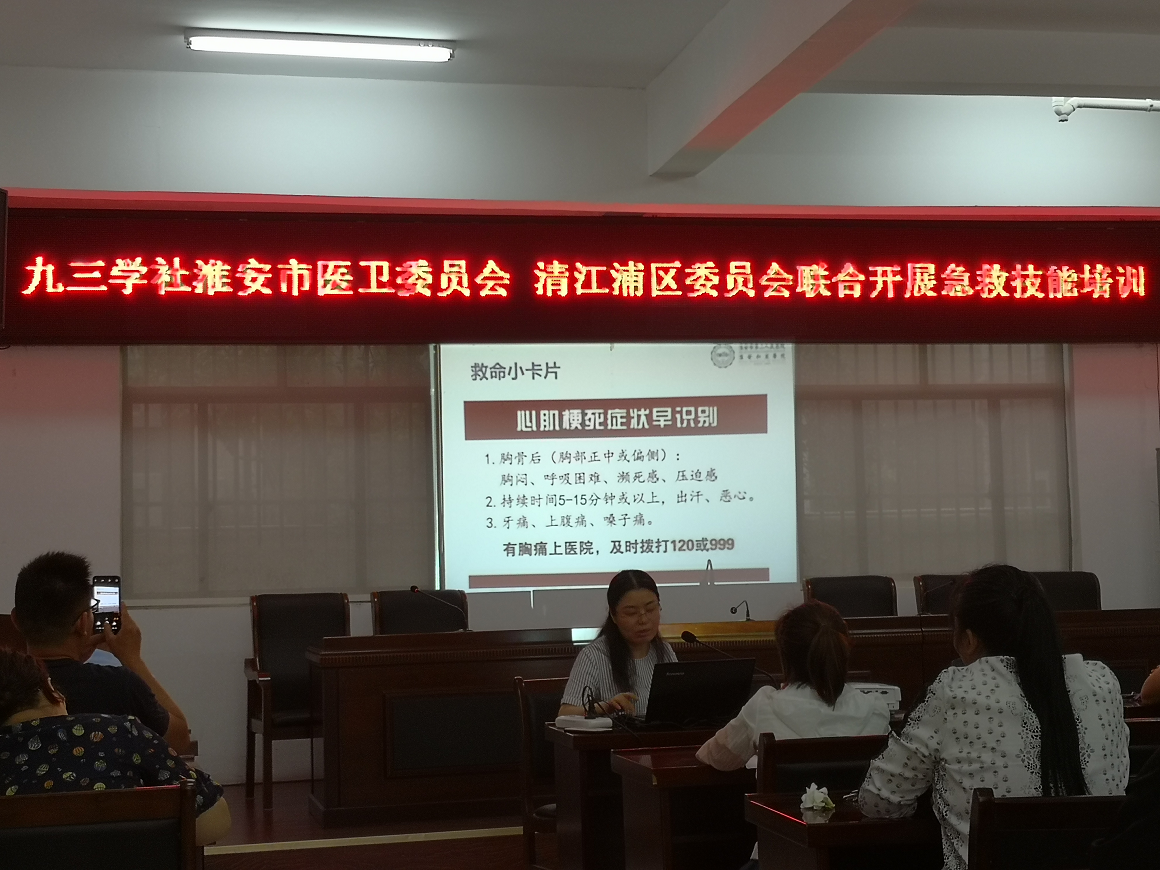 九三学社淮安市医卫委员会 清江浦区委员会联合开展急救技能培训
救命小卡片
心肌梗死症状早识别
1.胸骨后（胸部正中或偏侧）：
胸闷、呼吸困难、濒死感、压迫感
2.持续时间5-15分钟或以上，出汗、恶心。
3.牙痛、上腹痛、嗓子痛。
有胸痛上医院，及时拨打120或999